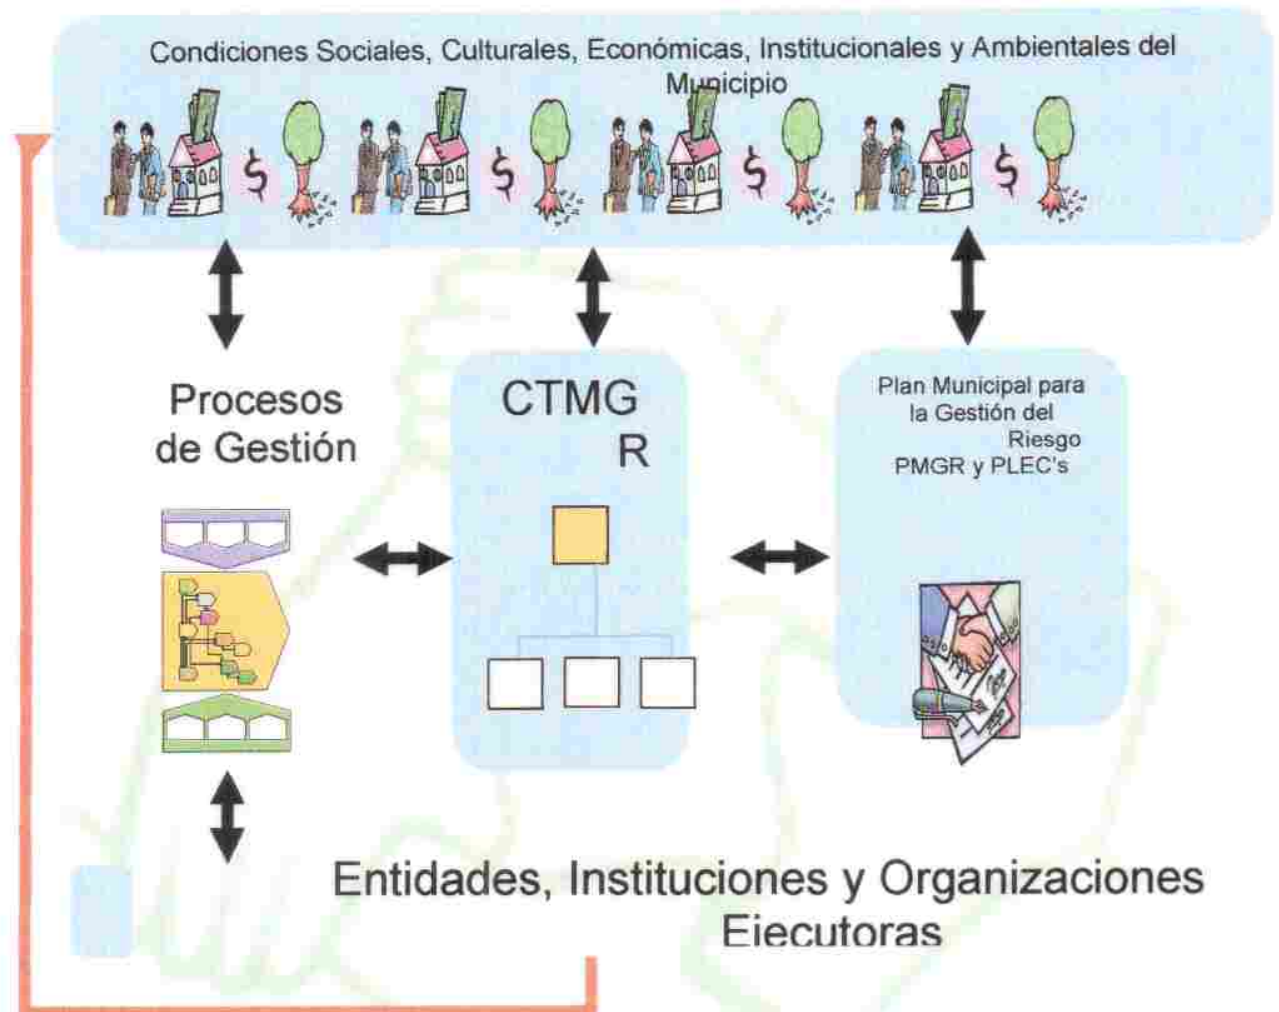 Condiciones Sociales, Culturales, Económicas, Institucionales y Ambientales del
Municipio
$ $ $ $
Procesos
de Gestión
CTMG
R
Plan Municipal para
la Gestión del
Riesgo
PMGR y PLEC's
Entidades, Instituciones y Organizaciones
Ejecutoras